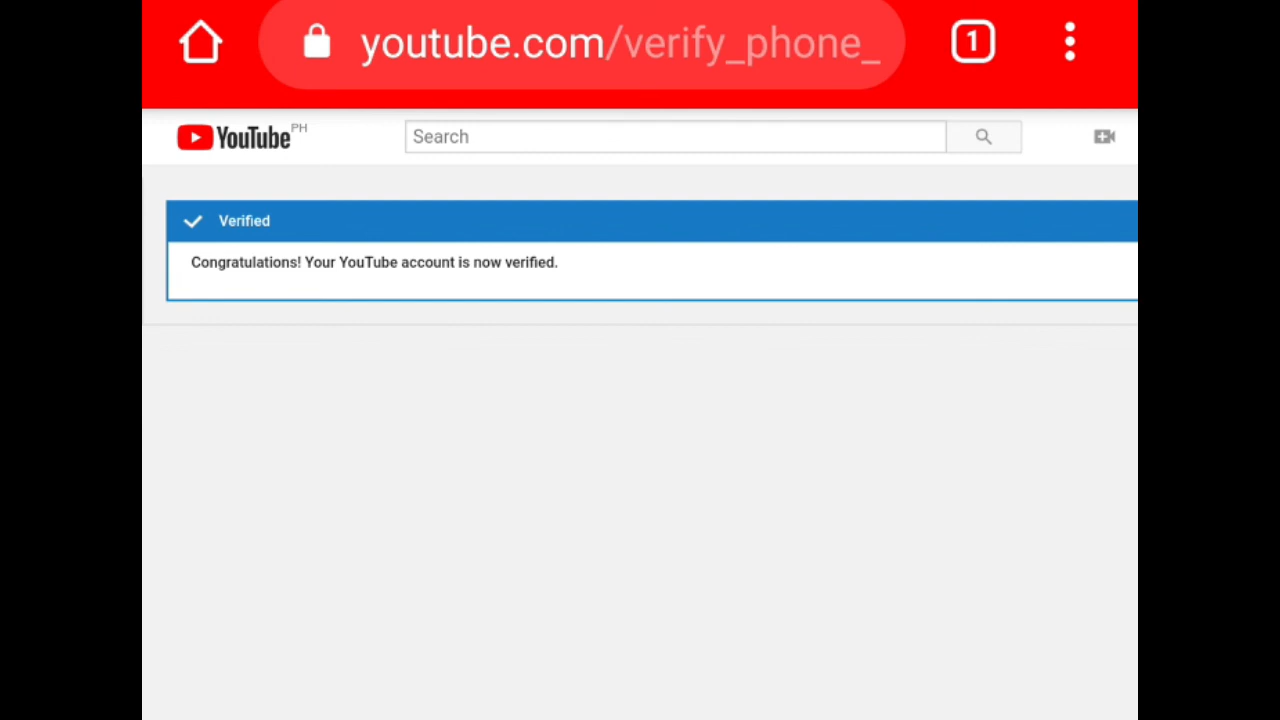 youtube.com/verify_phone_
1
YouTube PH
Search
Verified
Congratulations! Your YouTube account is now verified.